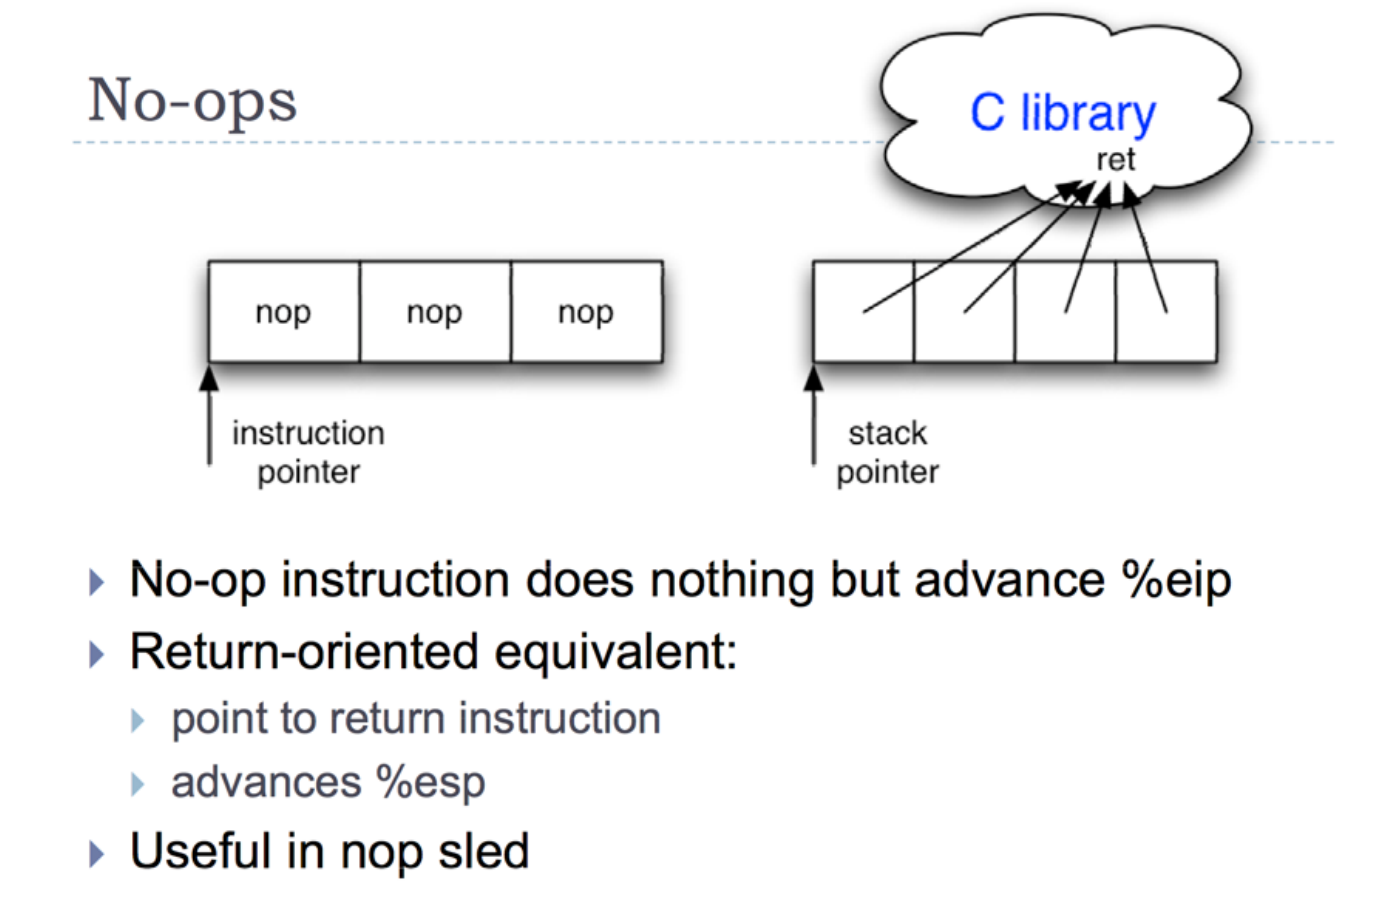 No-ops
C library
ret
nop nop nop
instruction
pointer
stack
pointer
No-op instruction does nothing but advance %eip
Return-oriented equivalent:
point to return instruction
advances %esp
Useful in nop sled